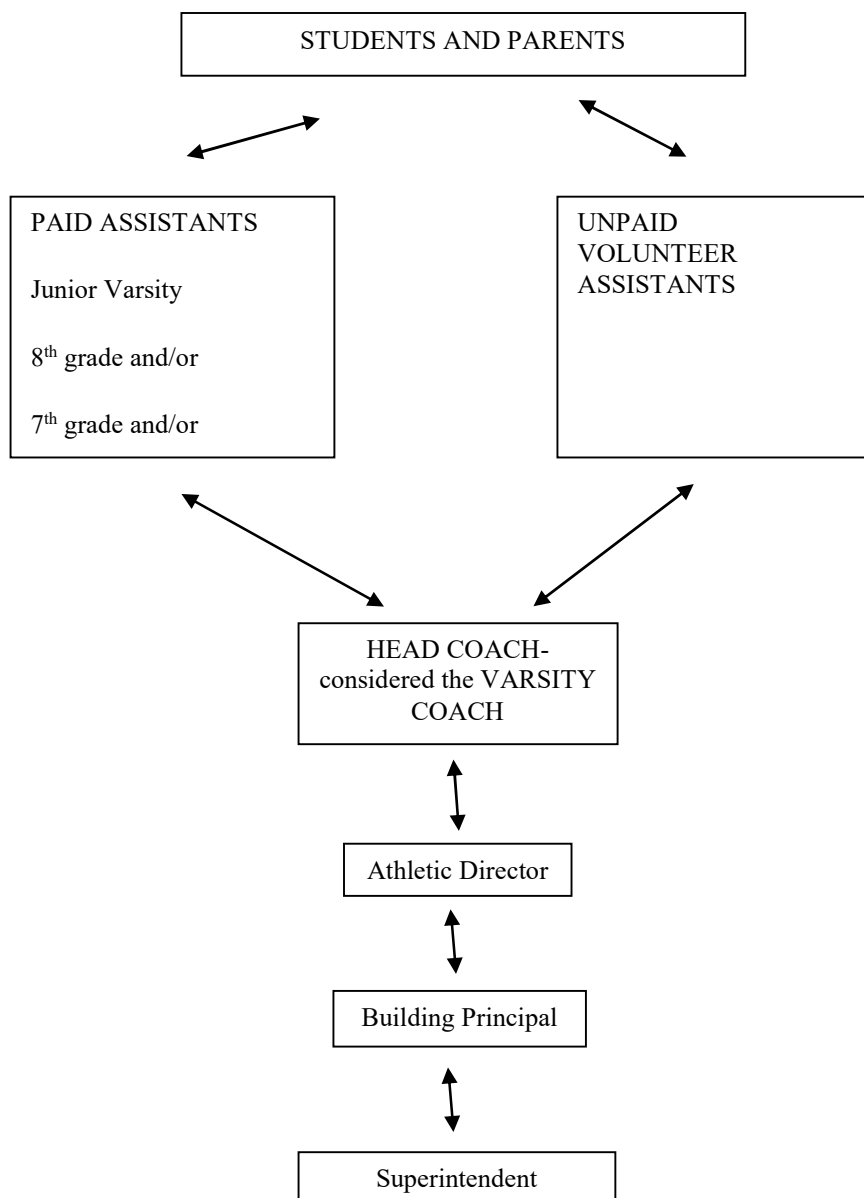 STUDENTS AND PARENTS
PAID ASSISTANTS
Junior Varsity
8th grade and/or
7th grade and/or
UNPAID
VOLUNTEER
ASSISTANTS
HEAD COACH-
considered the VARSITY
COACH
Athletic Director
Building Principal
Superintendent